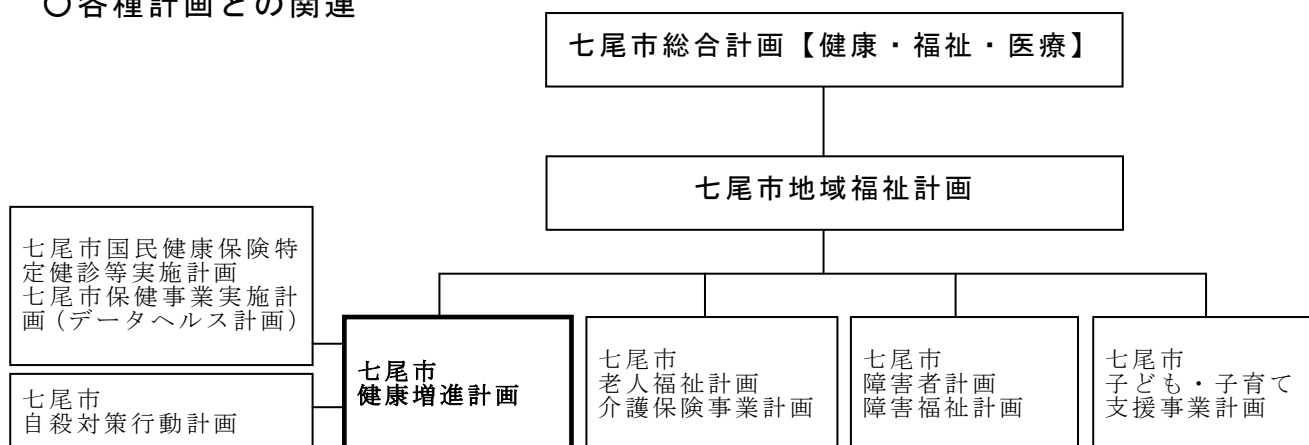 〇各種計画との関連
七尾市総合計画【健康・福祉・医療】
七尾市地域福祉計画
七尾市国民健康保険特
定健診等実施計画
七尾市保健事業実施計
画(データヘルス計画)
七尾市
自殺対策行動計画
七尾市
健康増進計画
七尾市
老人福祉計画
介護保険事業計画
七尾市
障害者計画
障害福祉計画
七尾市
子ども・子育て
支援事業計画